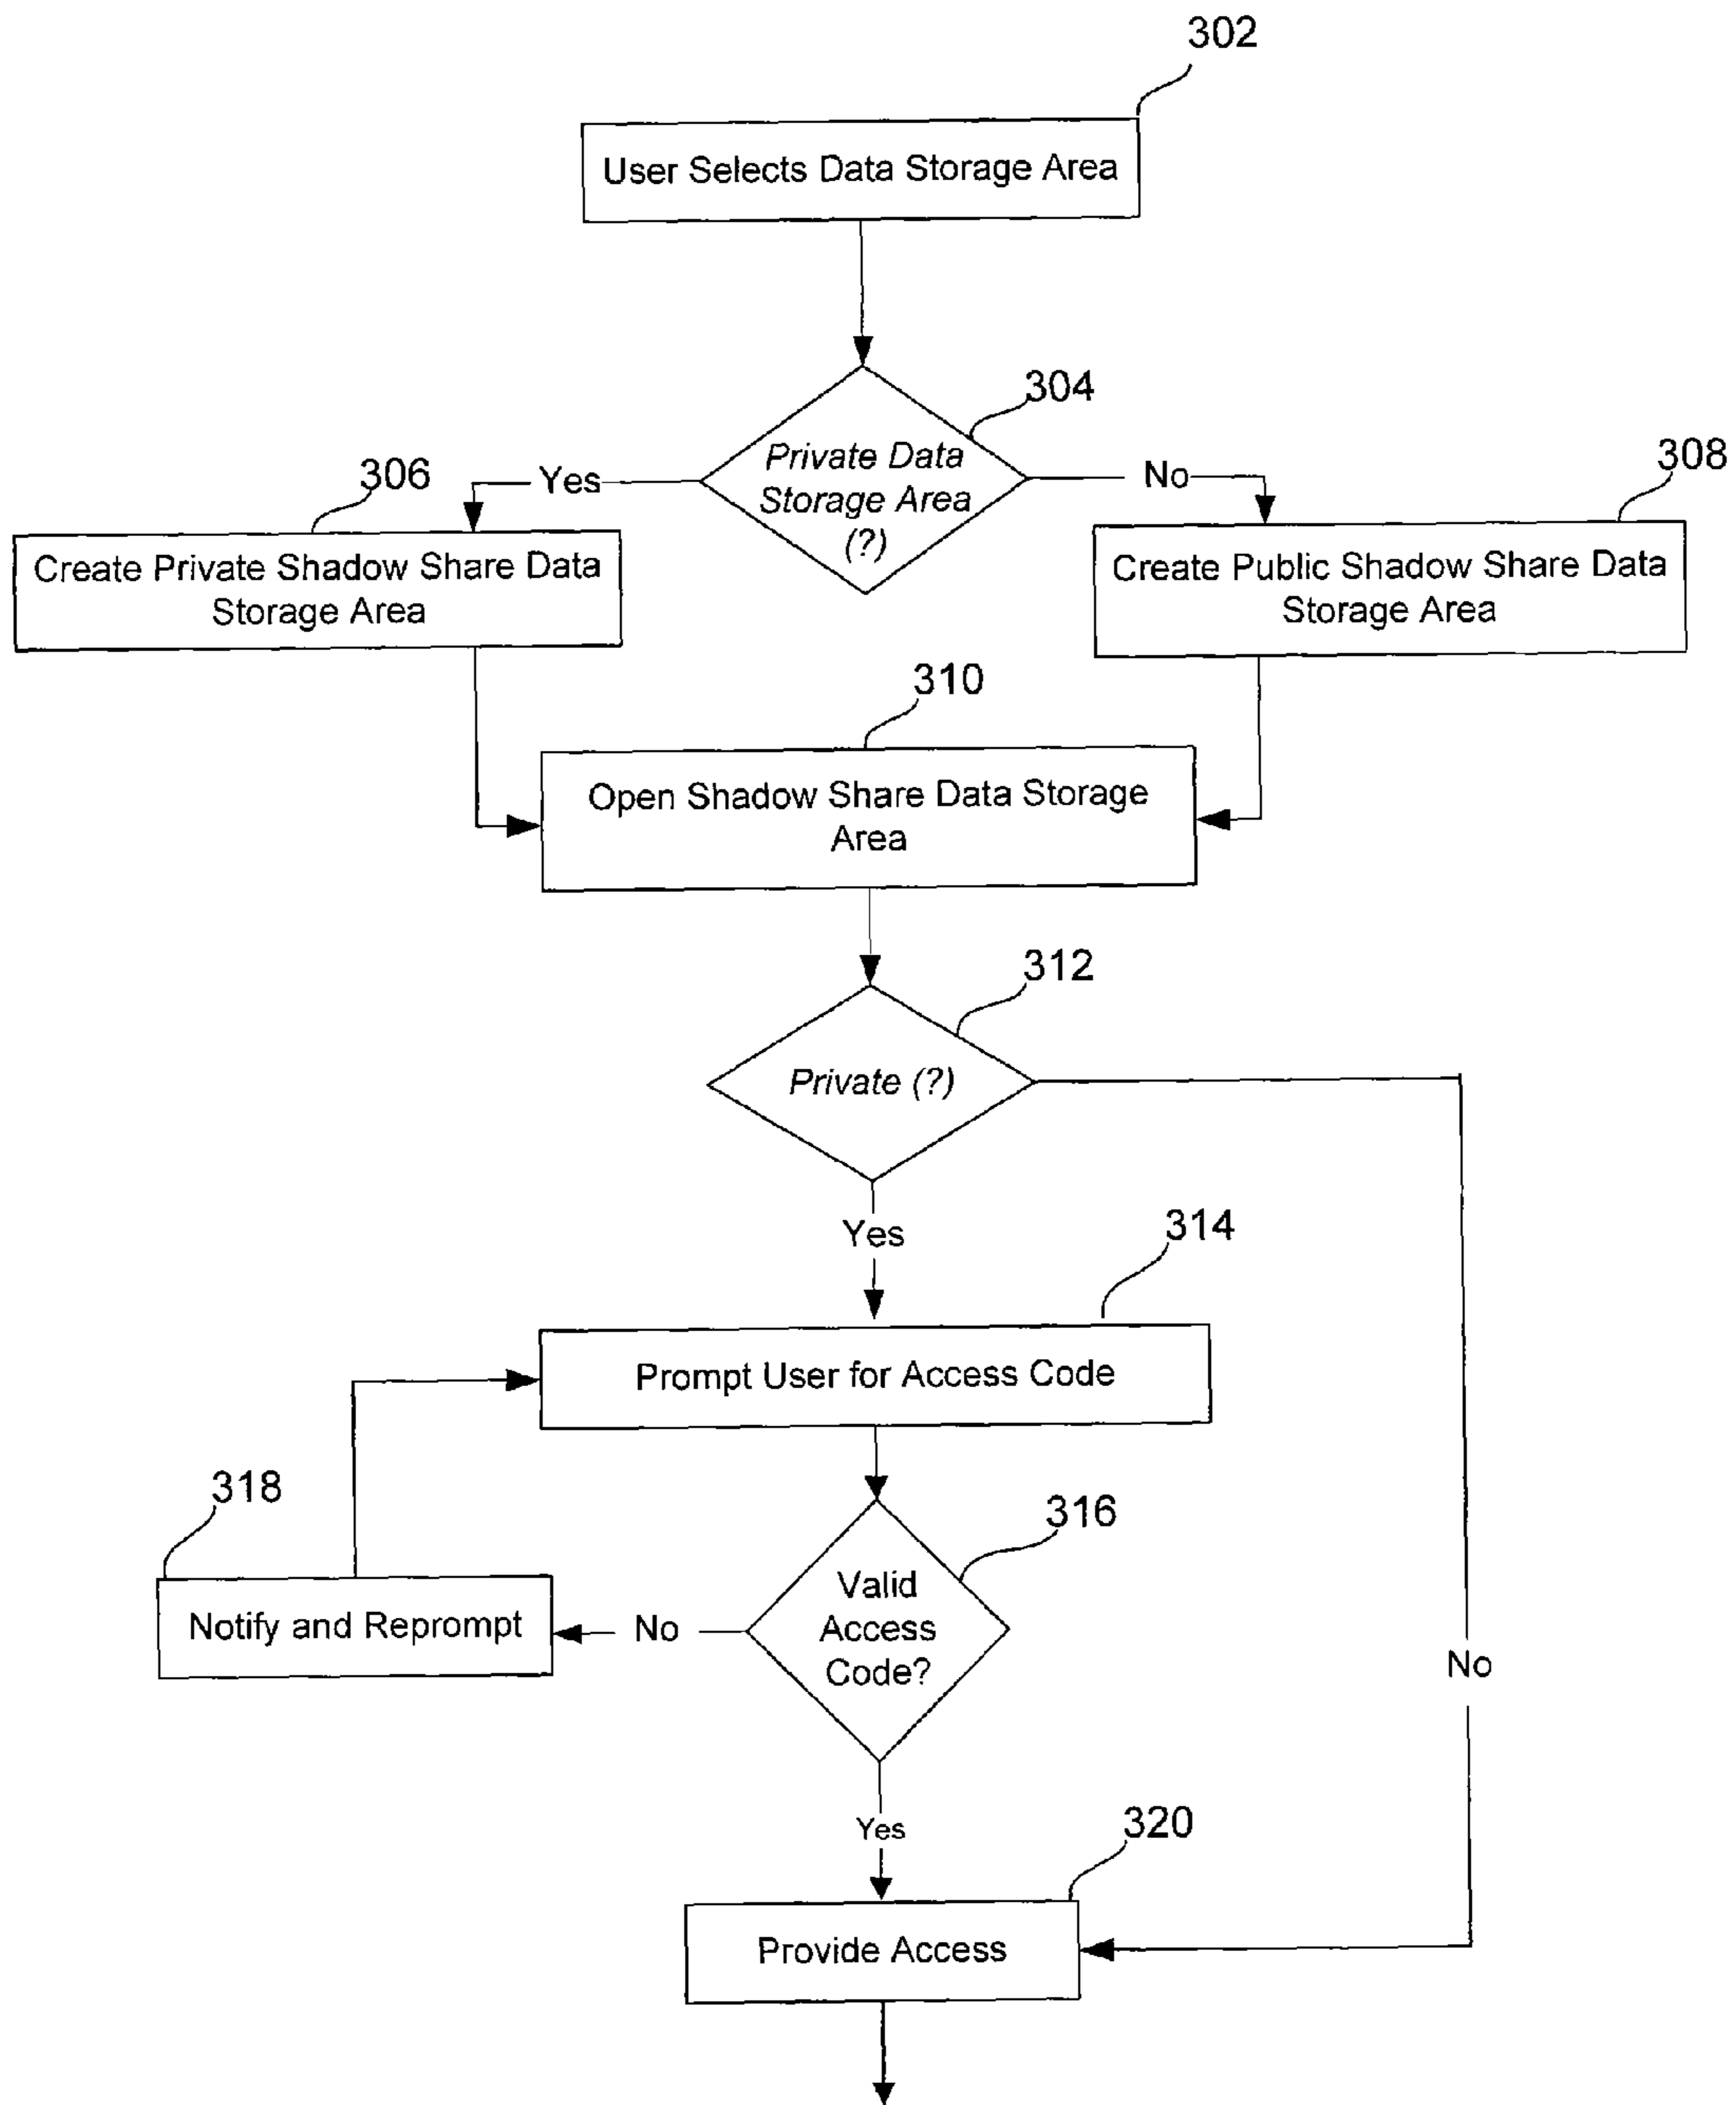 302
User Selects Data Storage Area
304
Private Data
Storage Area
(?)
Yes
No
306
308
Create Private Shadow Share Data
Storage Area
Create Public Shadow Share Data
Storage Area
310
Open Shadow Share Data Storage
Area
312
Private (?)
Yes
314
Prompt User for Access Code
318
316
Valid
Access
Code?
Notify and Reprompt
No
No
Yes
320
Provide Access